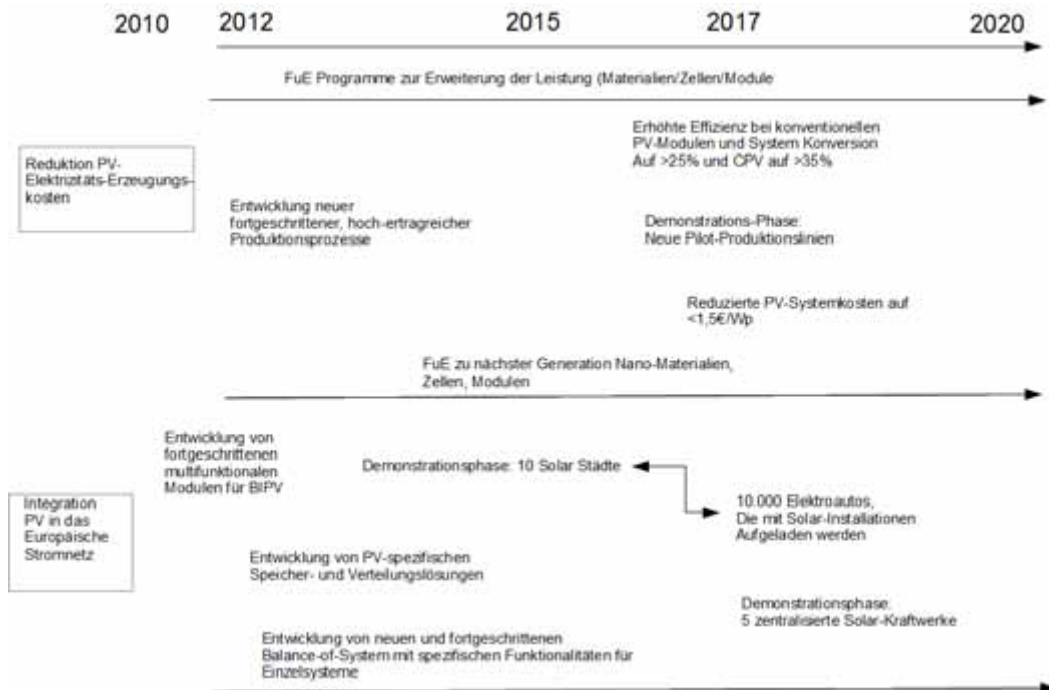 2010 2012 2015 2017 2020
FuE Programme zur Erweiterung der Leistung (Materialien/Zellen/Module
Erhöhte Effizienz bei konventionellen
PV-Modulen und System Konversion
Auf >25% und CPV auf >35%
Reduktion PV-
Elektrizitäts-Erzeugungs-
kosten
Entwicklung neuer
fortgeschrittener, hoch-ertragreicher
Produktionsprozesse
Demonstrations-Phase:
Neue Pilot-Produktionslinien
Reduzierte PV-Systemkosten auf
<1,5€/Wp
FuE zu nächster Generation Nano-Materialien,
Zellen, Modulen
Entwicklung von
fortgeschrittenen
multifunktionalen
Modulen für BIPV
Demonstrationsphase: 10 Solar Städte
Integration
PV in das
Europäische
Stromnetz
10.000 Elektroautos,
Die mit Solar-Installationen
Aufgeladen werden
Entwicklung von PV-spezifischen
Speicher- und Verteilungslösungen
Demonstrationsphase:
5 zentralisierte Solar-Kraftwerke
Entwicklung von neuen und fortgeschrittenen
Balance-of-System mit spezifischen Funktionalitäten für
Einzelsysteme